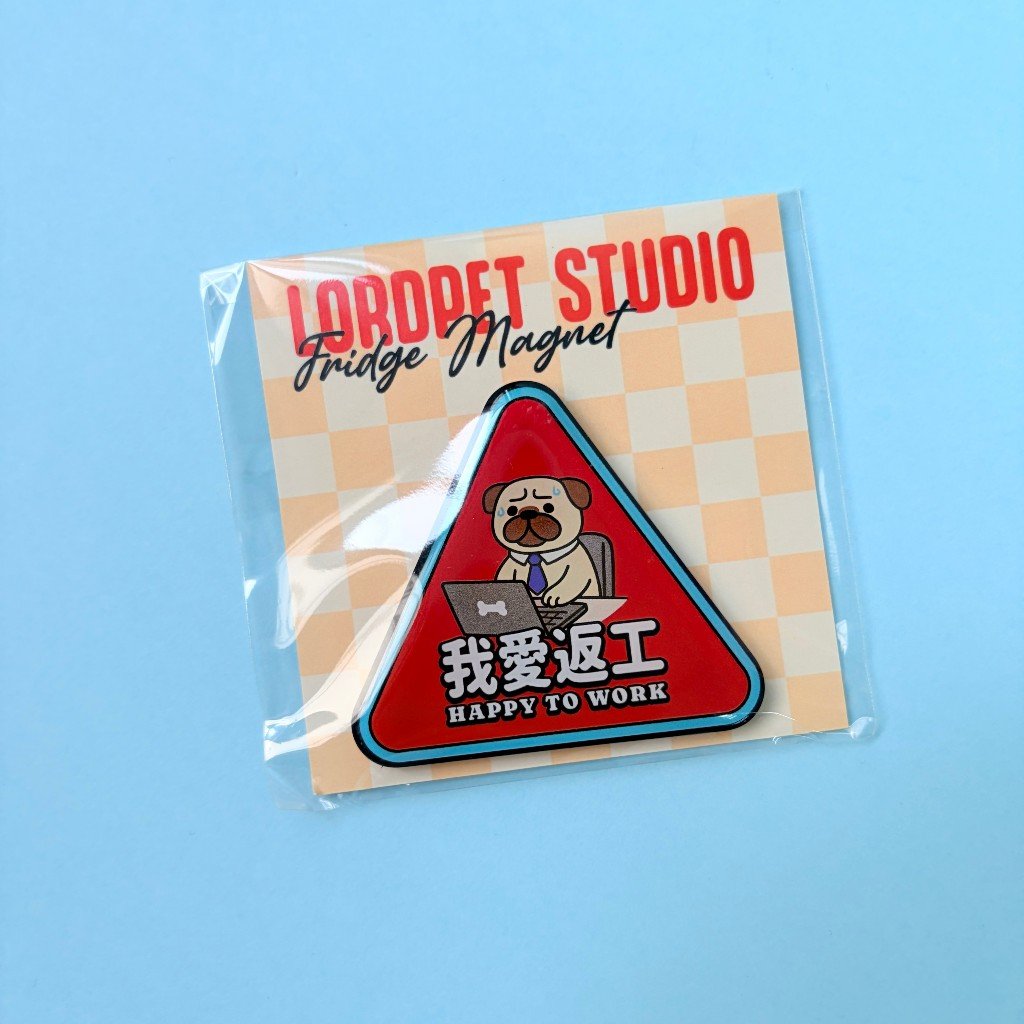 LORDPET STUDIO
Fridge Magnet
我愛返工
HAPPY TO WORK